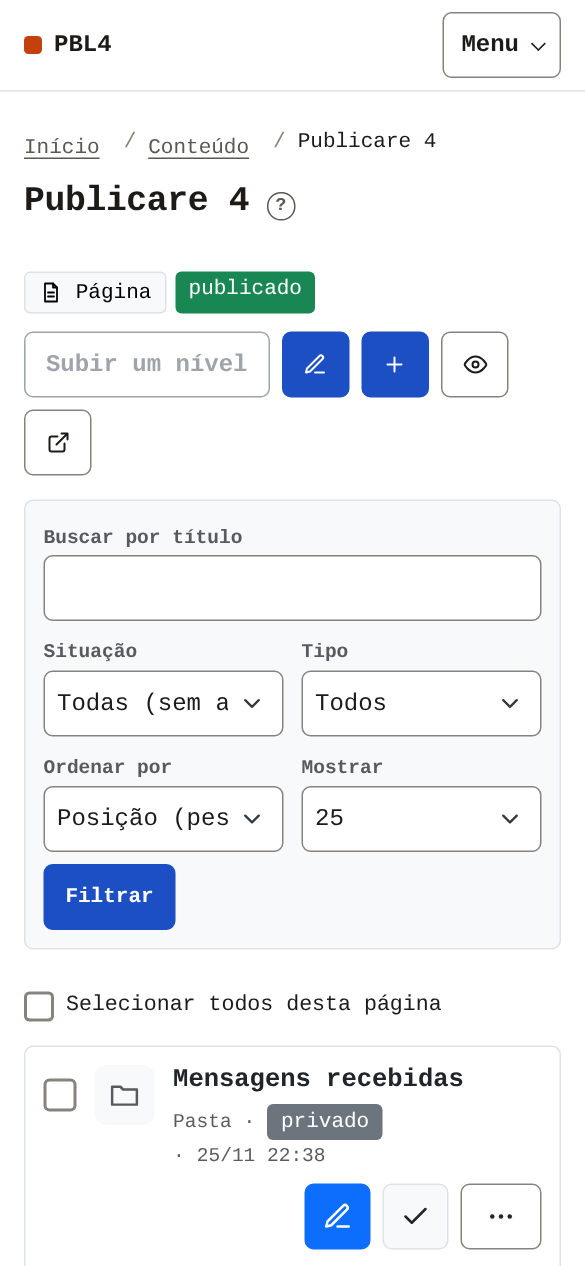 PBL4
Menu
Início / Conteúdo / Publicare 4
Publicare 4 ?
Página publicado
Subir um nível
Buscar por título
Situação Tipo
Todas (sem a Todos
Ordenar por Mostrar
Posição (pes 25
Filtrar
Selecionar todos desta página
Mensagens recebidas
Pasta · privado
· 25/11 22:38